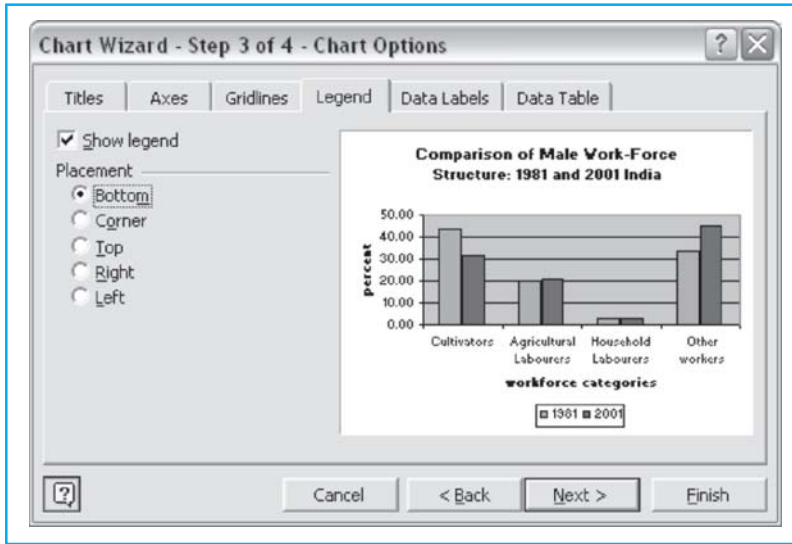 Chart Wizard - Step 3 of 4 - Chart Options
Titles Axes Gridlines Legend Data Labels Data Table
Show legend
Placement
Bottom
Corner
Top
Right
Left
Comparison of Male Work-Force
Structure: 1981 and 2001 India
percent
50.00
40.00
30.00
20.00
10.00
0.00
Cultivators Agricultural Labourers Household Labourers Other workers
workforce categories
1981 2001
Cancel < Back Next > Finish